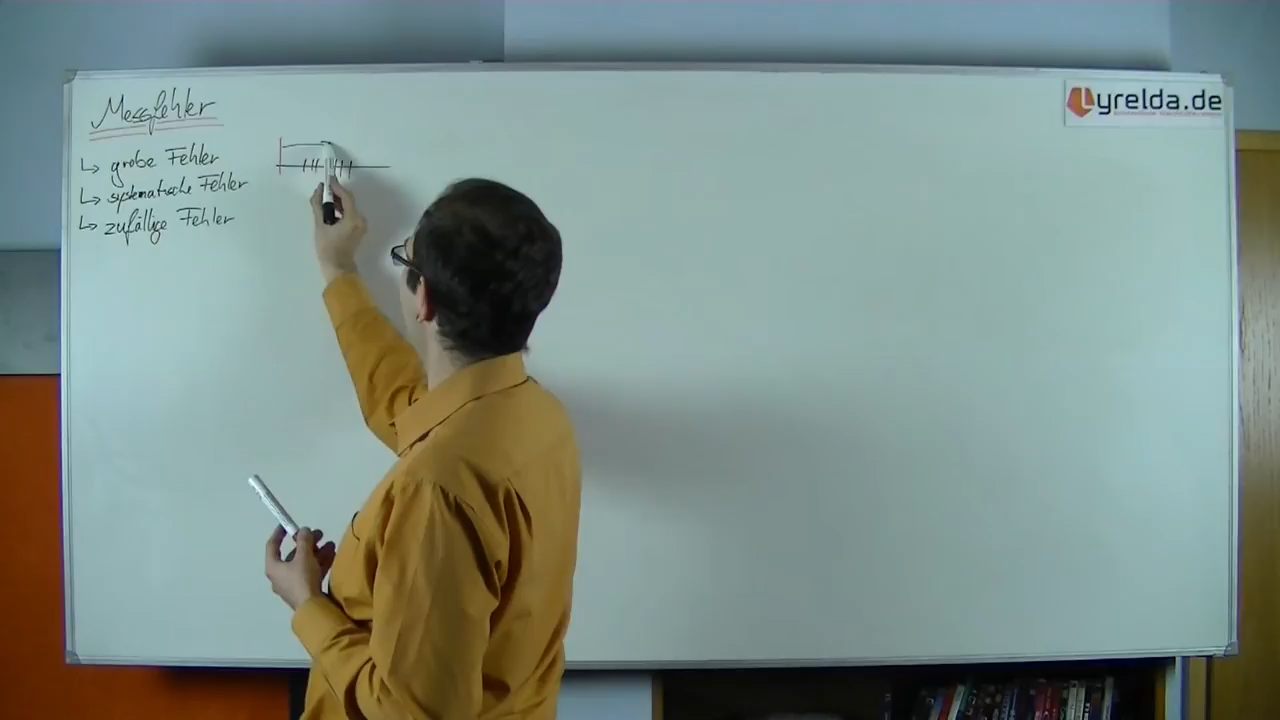 Messfehler
↳ grobe Fehler
↳ systematische Fehler
↳ zufällige Fehler
Lyrelda.de